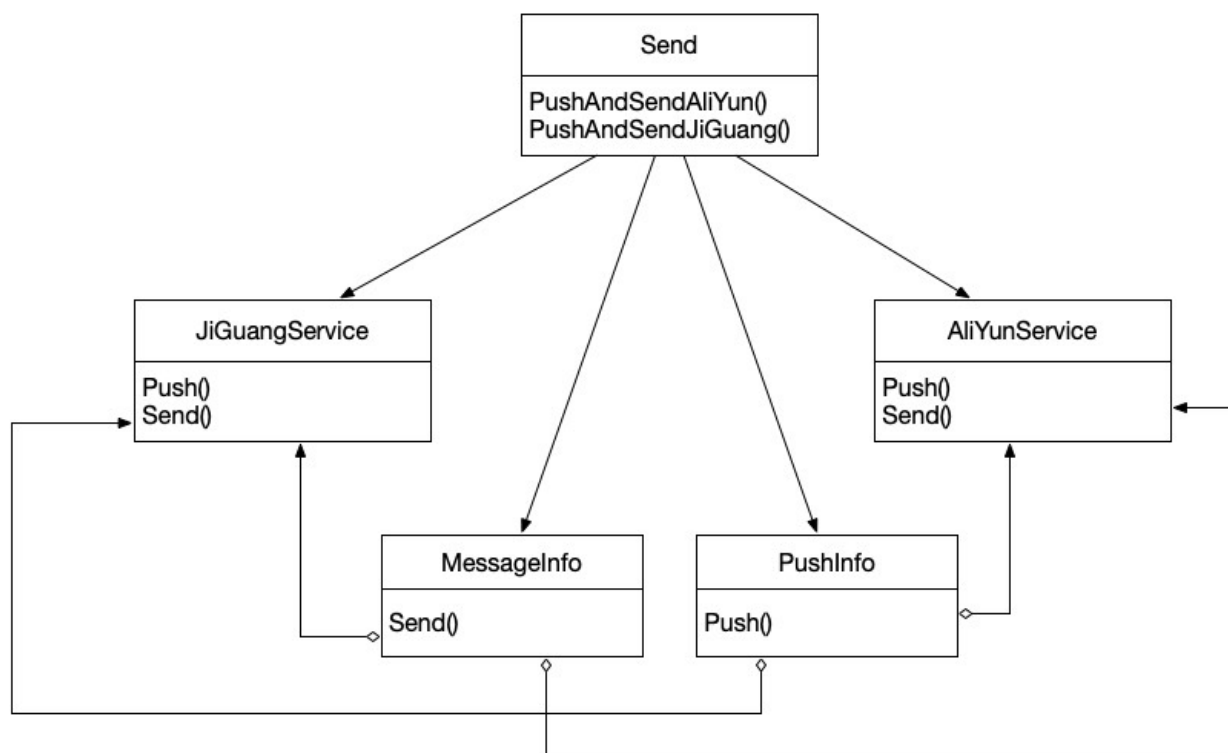 Send
PushAndSendAliYun()
PushAndSendJiGuang()
JiGuangService
Push()
Send()
AliYunService
Push()
Send()
MessageInfo
Send()
PushInfo
Push()